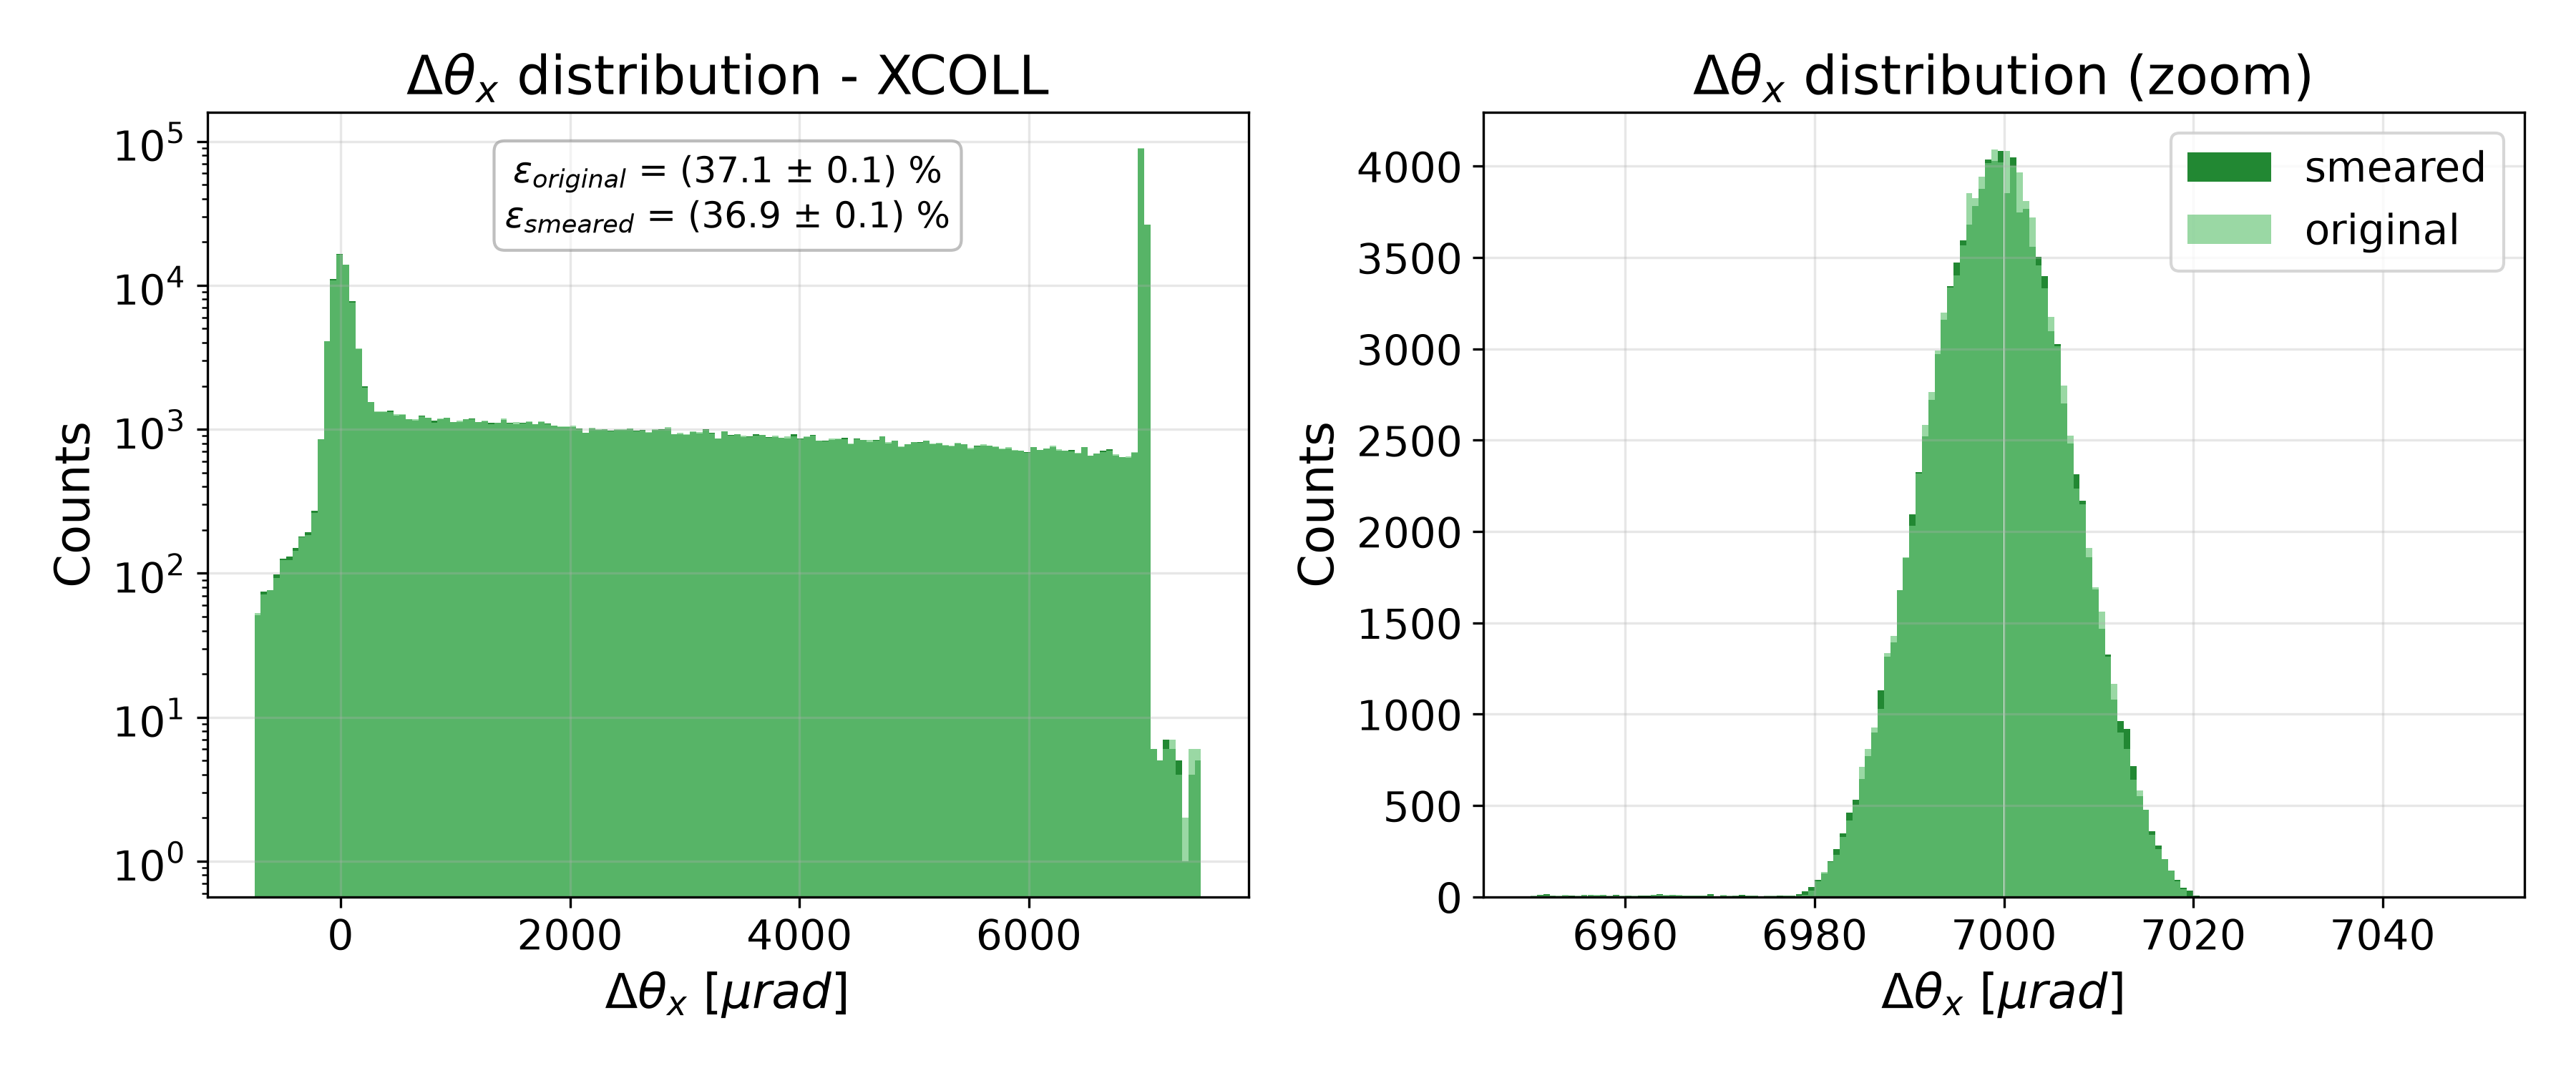 Δθx distribution - XCOLL
εoriginal = (37.1 ± 0.1) %
εsmeared = (36.9 ± 0.1) %
Counts
10^5
10^4
10^3
10^2
10^1
10^0
0 2000 4000 6000
Δθx [μrad]
Δθx distribution (zoom)
smeared
original
Counts
4000
3500
3000
2500
2000
1500
1000
500
0
6960 6980 7000 7020 7040
Δθx [μrad]